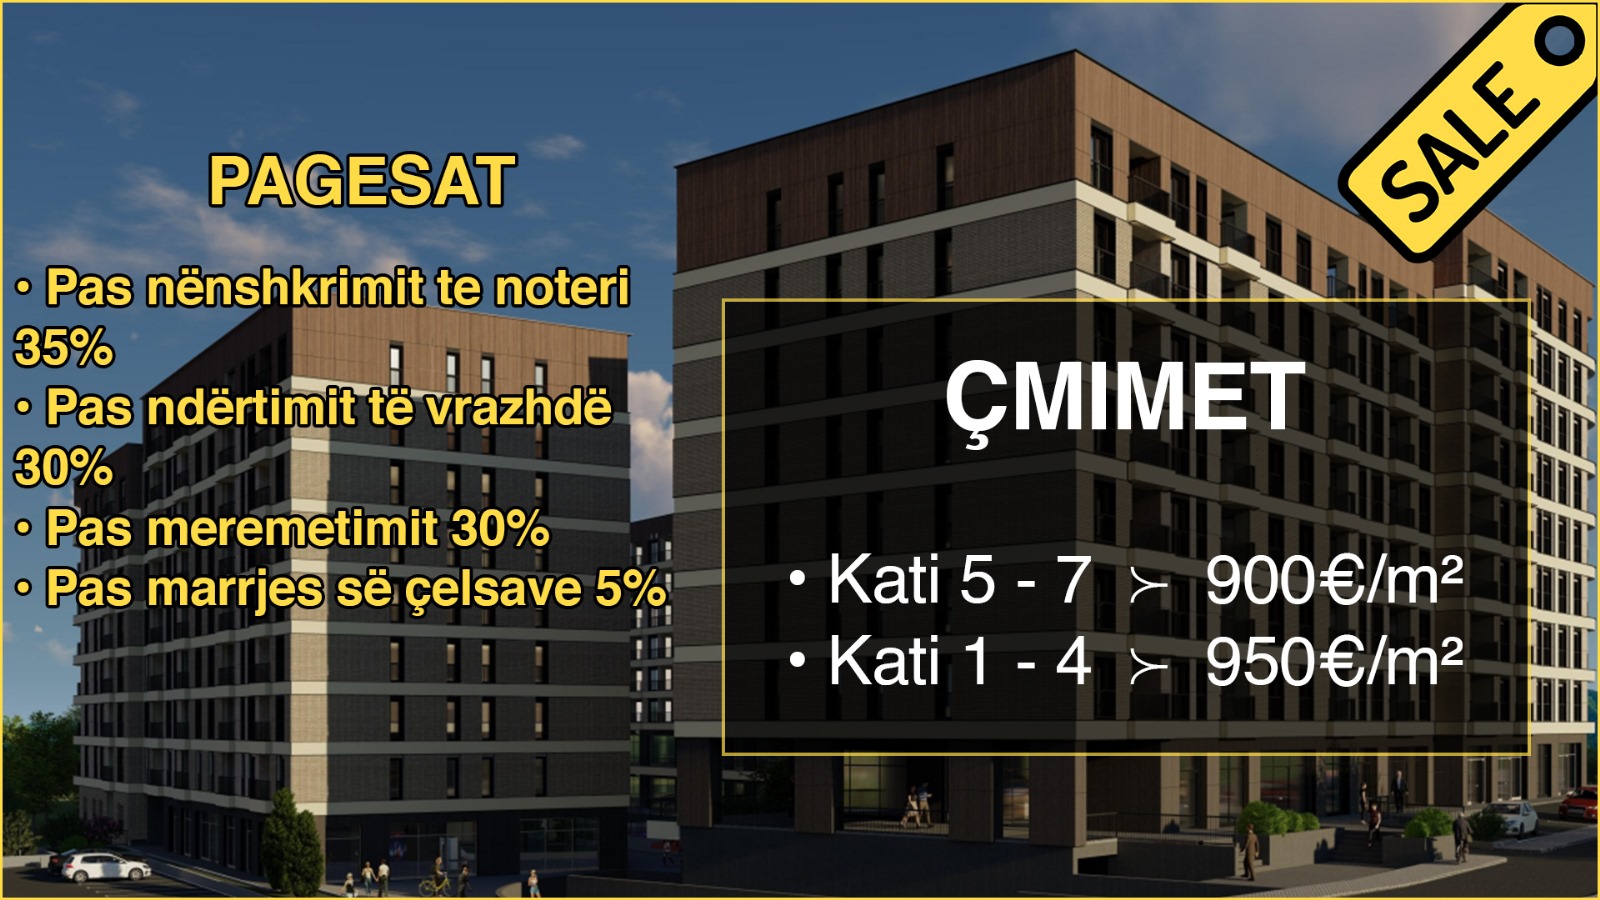 SALE
PAGESAT
• Pas nënshkrimit te noteri
35%
• Pas ndërtimit të vrazhdë
30%
• Pas meremetimit 30%
• Pas marrjes së çelsave 5%
ÇMIMET
• Kati 5 - 7 ≻ 900€/m²
• Kati 1 - 4 ≻ 950€/m²